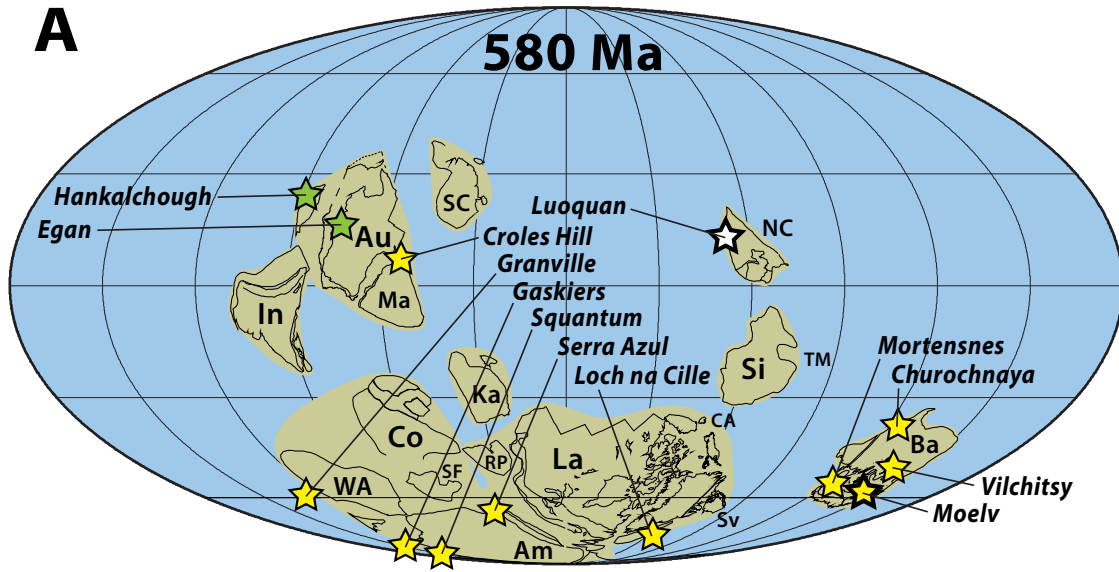 A
580 Ma
Hankalchough
Egan
SC
Luoquan
NC
Au
Croles Hill
Granville
Gaskiers
Squantum
Serra Azul
Loch na Cille
Ma
In
Mortensnes
Churochnaya
Si
TM
Ka
CA
Co
La
RP
SF
WA
Ba
Vilchitsy
Moelv
Sv
Am